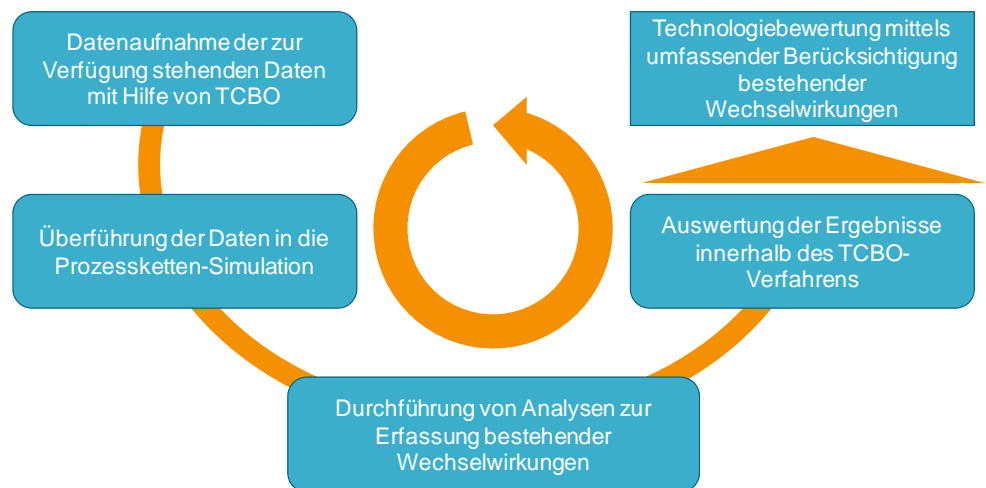 Datenaufnahme der zur
Verfügung stehenden Daten
mit Hilfe von TCBO
Überführung der Daten in die
Prozessketten-Simulation
Durchführung von Analysen zur
Erfassung bestehender
Wechselwirkungen
Auswertung der Ergebnisse
innerhalb des TCBO-
Verfahrens
Technologiebewertung mittels
umfassender Berücksichtigung
bestehender
Wechselwirkungen